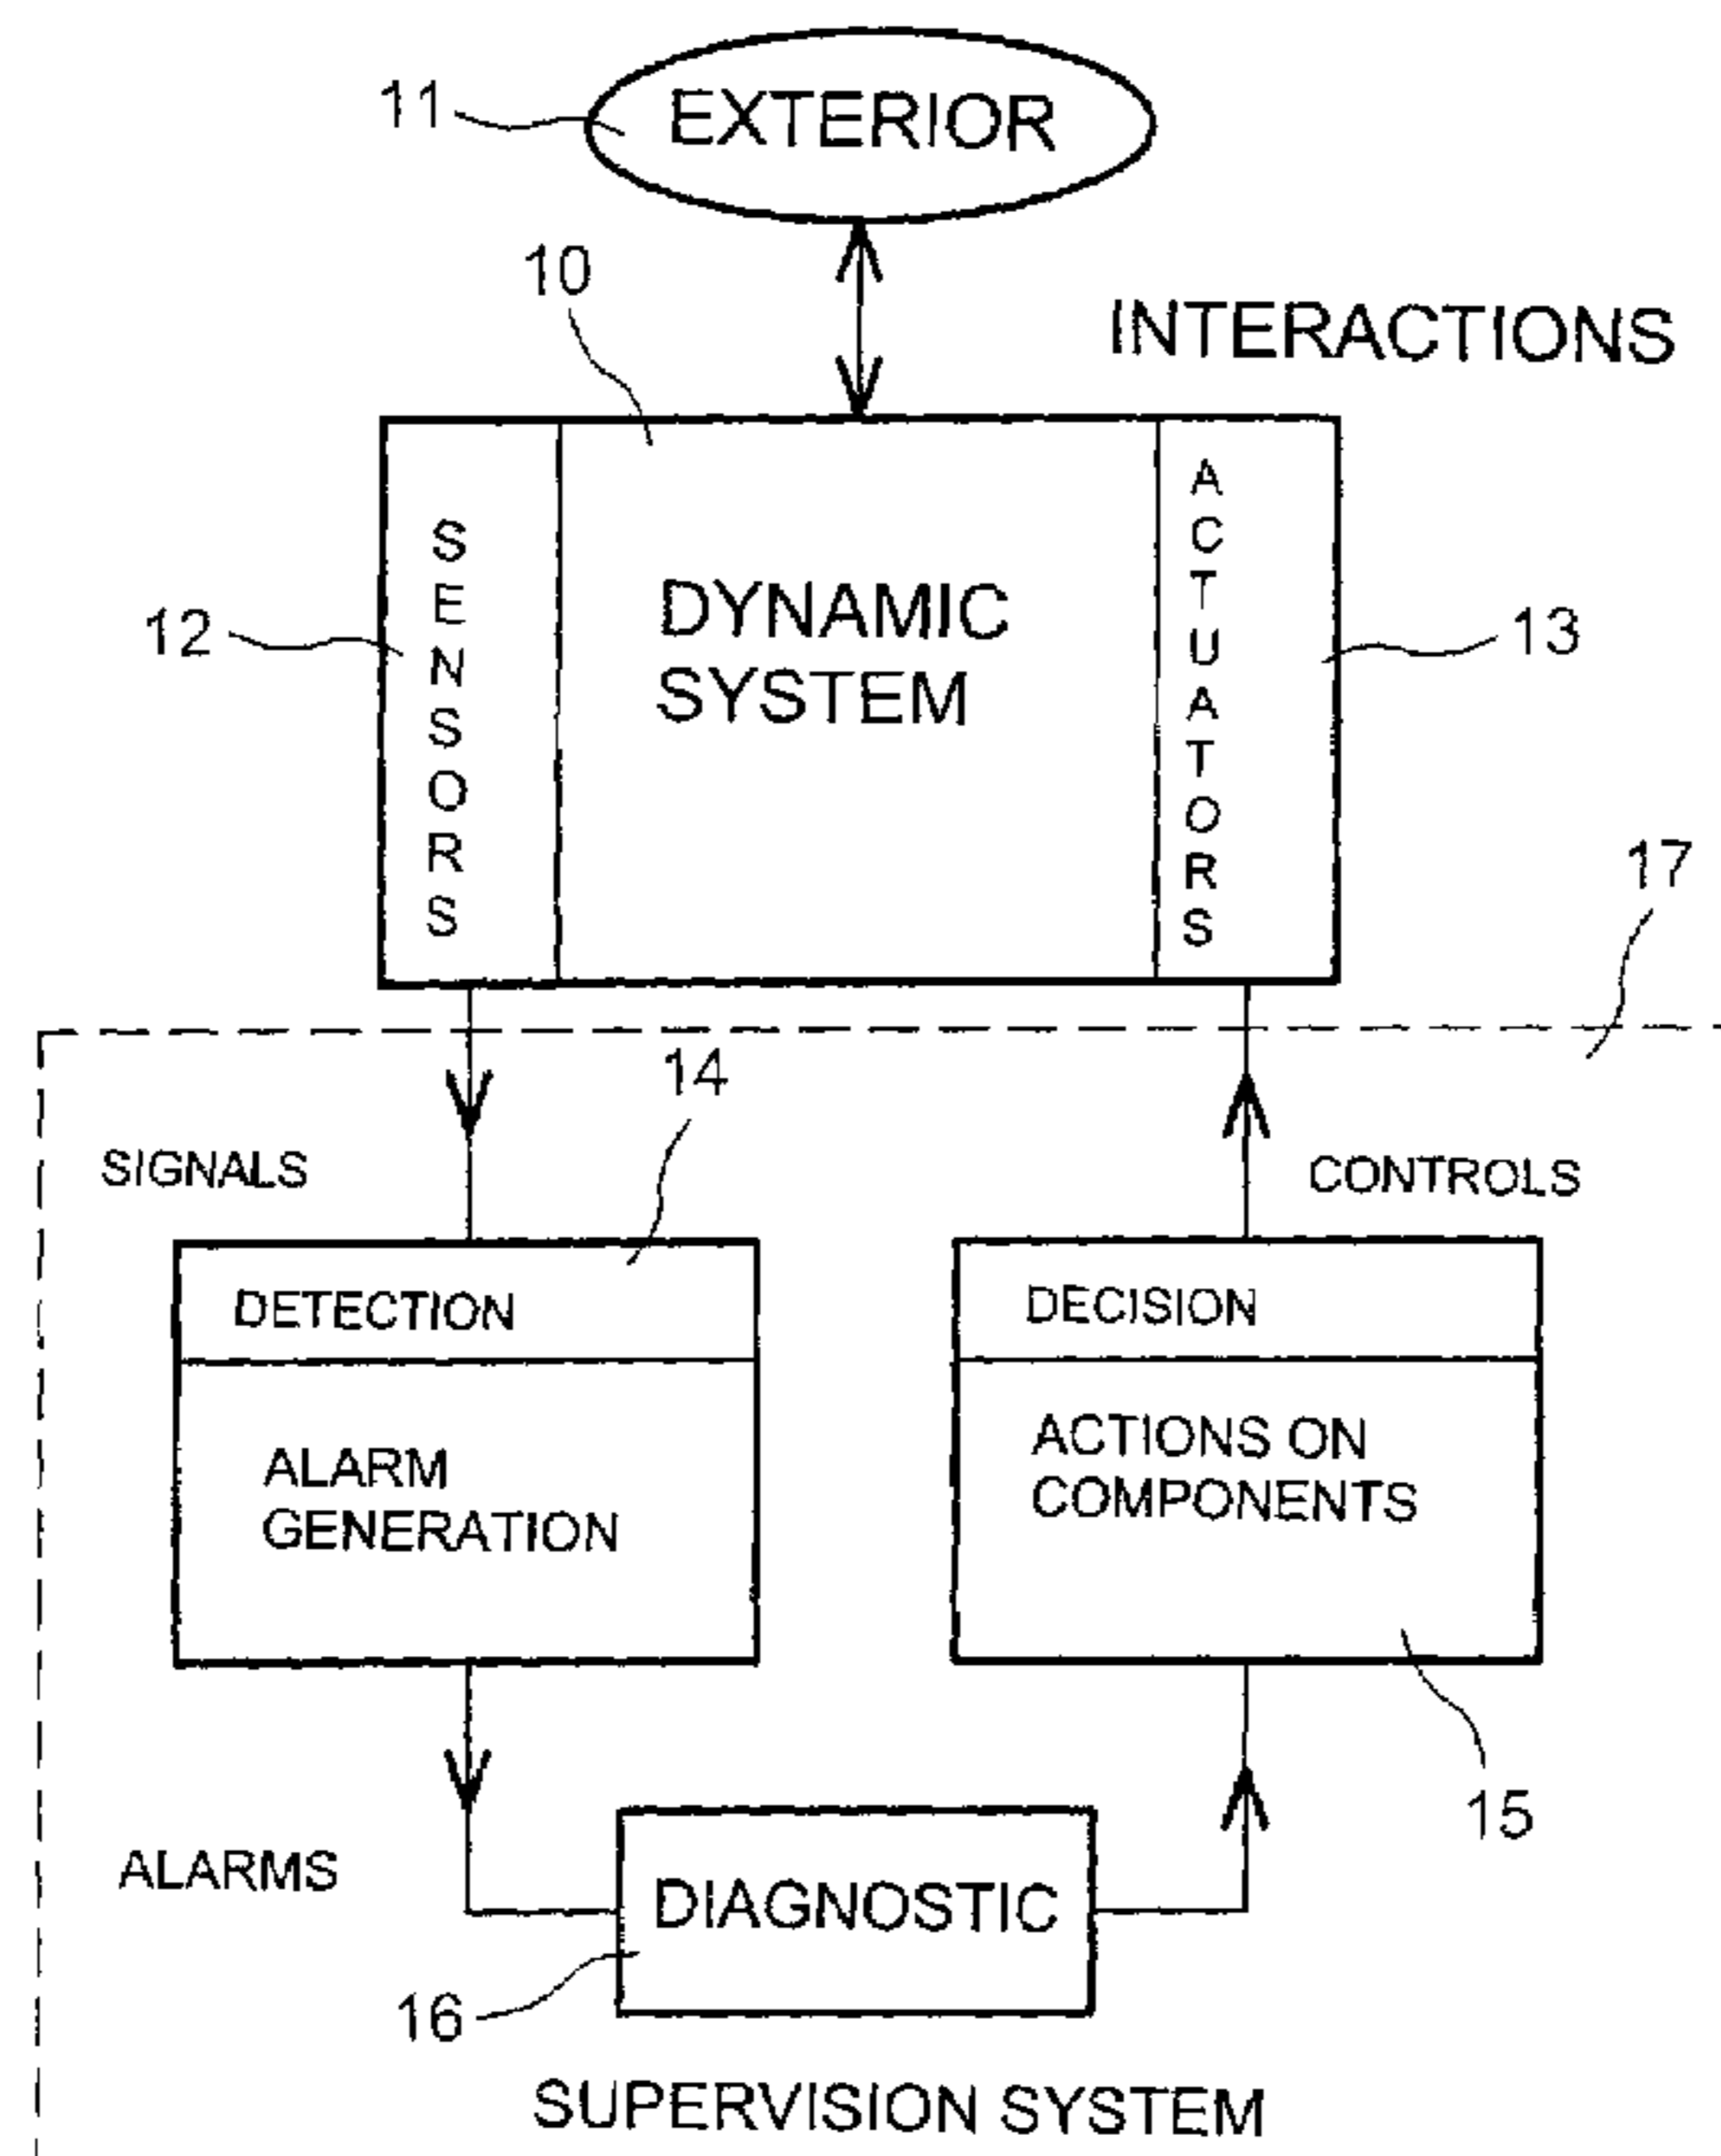 11
EXTERIOR
10
INTERACTIONS
SENSORS
DYNAMIC
SYSTEM
ACTUATORS
12
13
17
14
SIGNALS
CONTROLS
DETECTION
DECISION
ALARM
GENERATION
ACTIONS ON
COMPONENTS
15
ALARMS
DIAGNOSTIC
16
SUPERVISION SYSTEM